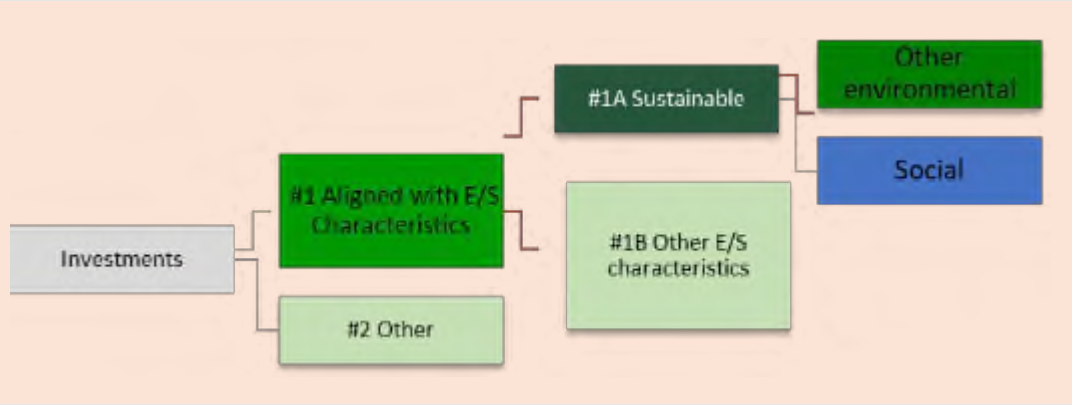 Other
environmental
#1A Sustainable
Social
#1 Aligned with E/S
Characteristics
#1B Other E/S
characteristics
Investments
#2 Other